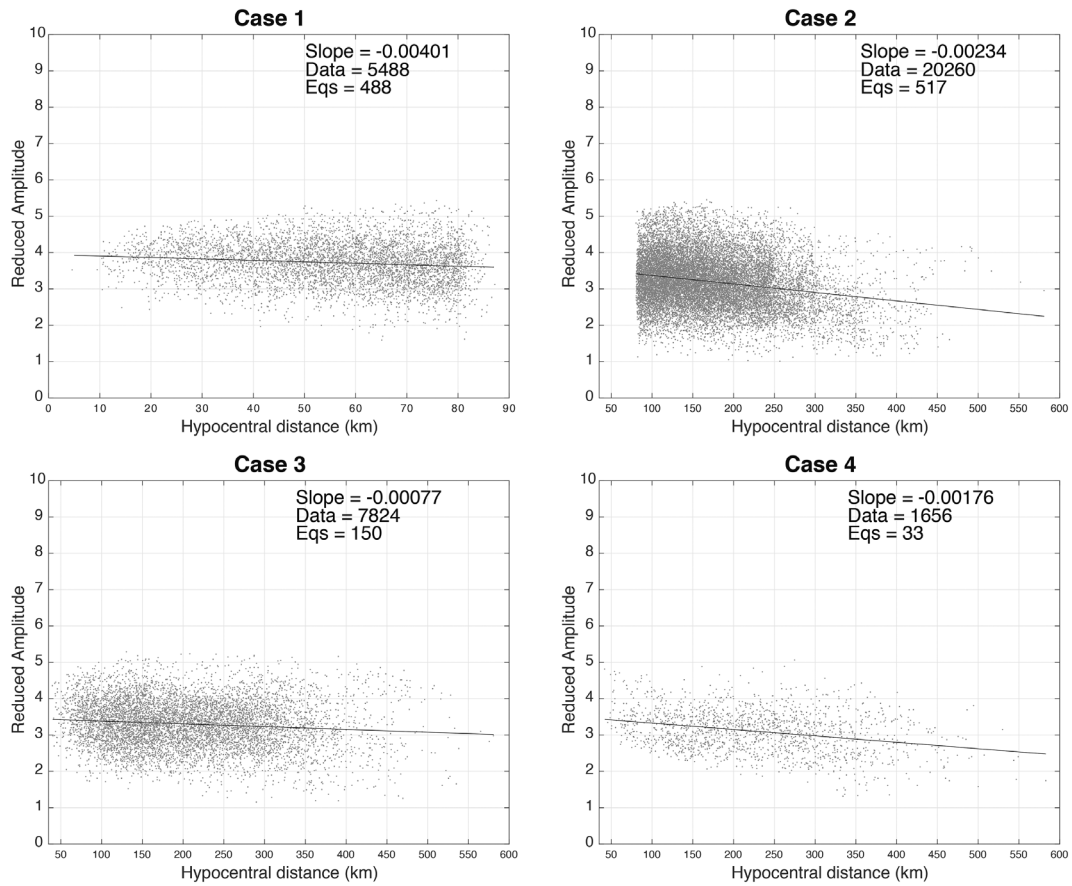 Case 1
Slope = -0.00401
Data = 5488
Eqs = 488
10
9
8
7
6
5
4
3
2
1
0
Reduced Amplitude
0 10 20 30 40 50 60 70 80 90
Hypocentral distance (km)
Case 2
Slope = -0.00234
Data = 20260
Eqs = 517
10
9
8
7
6
5
4
3
2
1
0
Reduced Amplitude
50 100 150 200 250 300 350 400 450 500 550 600
Hypocentral distance (km)
Case 3
Slope = -0.00077
Data = 7824
Eqs = 150
10
9
8
7
6
5
4
3
2
1
0
Reduced Amplitude
50 100 150 200 250 300 350 400 450 500 550 600
Hypocentral distance (km)
Case 4
Slope = -0.00176
Data = 1656
Eqs = 33
10
9
8
7
6
5
4
3
2
1
0
Reduced Amplitude
50 100 150 200 250 300 350 400 450 500 550 600
Hypocentral distance (km)